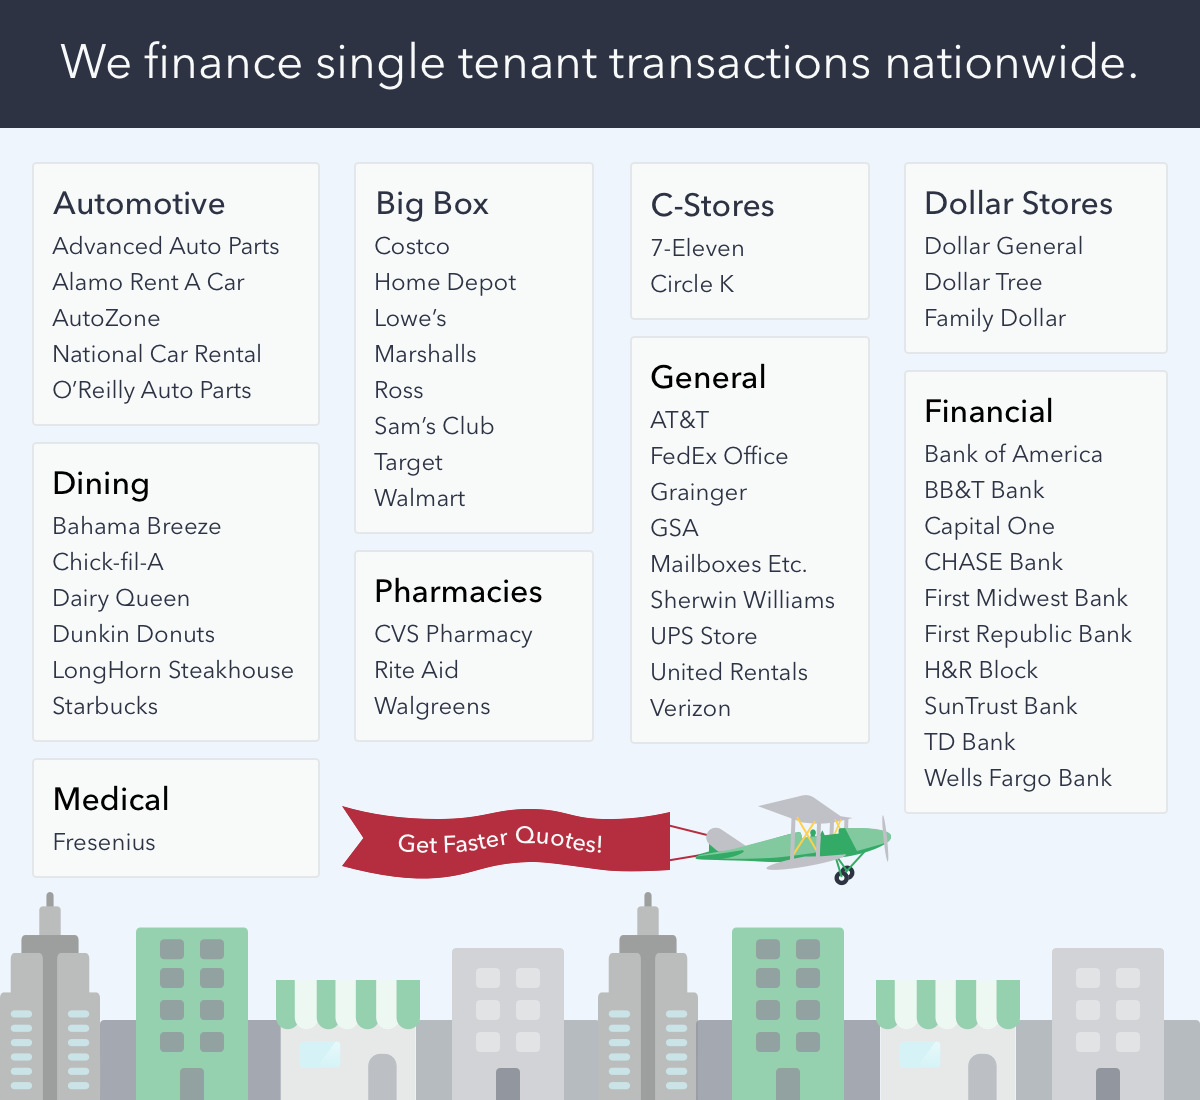 We finance single tenant transactions nationwide.
Automotive
Advanced Auto Parts
Alamo Rent A Car
AutoZone
National Car Rental
O’Reilly Auto Parts
Dining
Bahama Breeze
Chick-fil-A
Dairy Queen
Dunkin Donuts
LongHorn Steakhouse
Starbucks
Medical
Fresenius
Big Box
Costco
Home Depot
Lowe’s
Marshalls
Ross
Sam’s Club
Target
Walmart
Pharmacies
CVS Pharmacy
Rite Aid
Walgreens
C-Stores
7-Eleven
Circle K
General
AT&T
FedEx Office
Grainger
GSA
Mailboxes Etc.
Sherwin Williams
UPS Store
United Rentals
Verizon
Dollar Stores
Dollar General
Dollar Tree
Family Dollar
Financial
Bank of America
BB&T Bank
Capital One
CHASE Bank
First Midwest Bank
First Republic Bank
H&R Block
SunTrust Bank
TD Bank
Wells Fargo Bank
Get Faster Quotes!